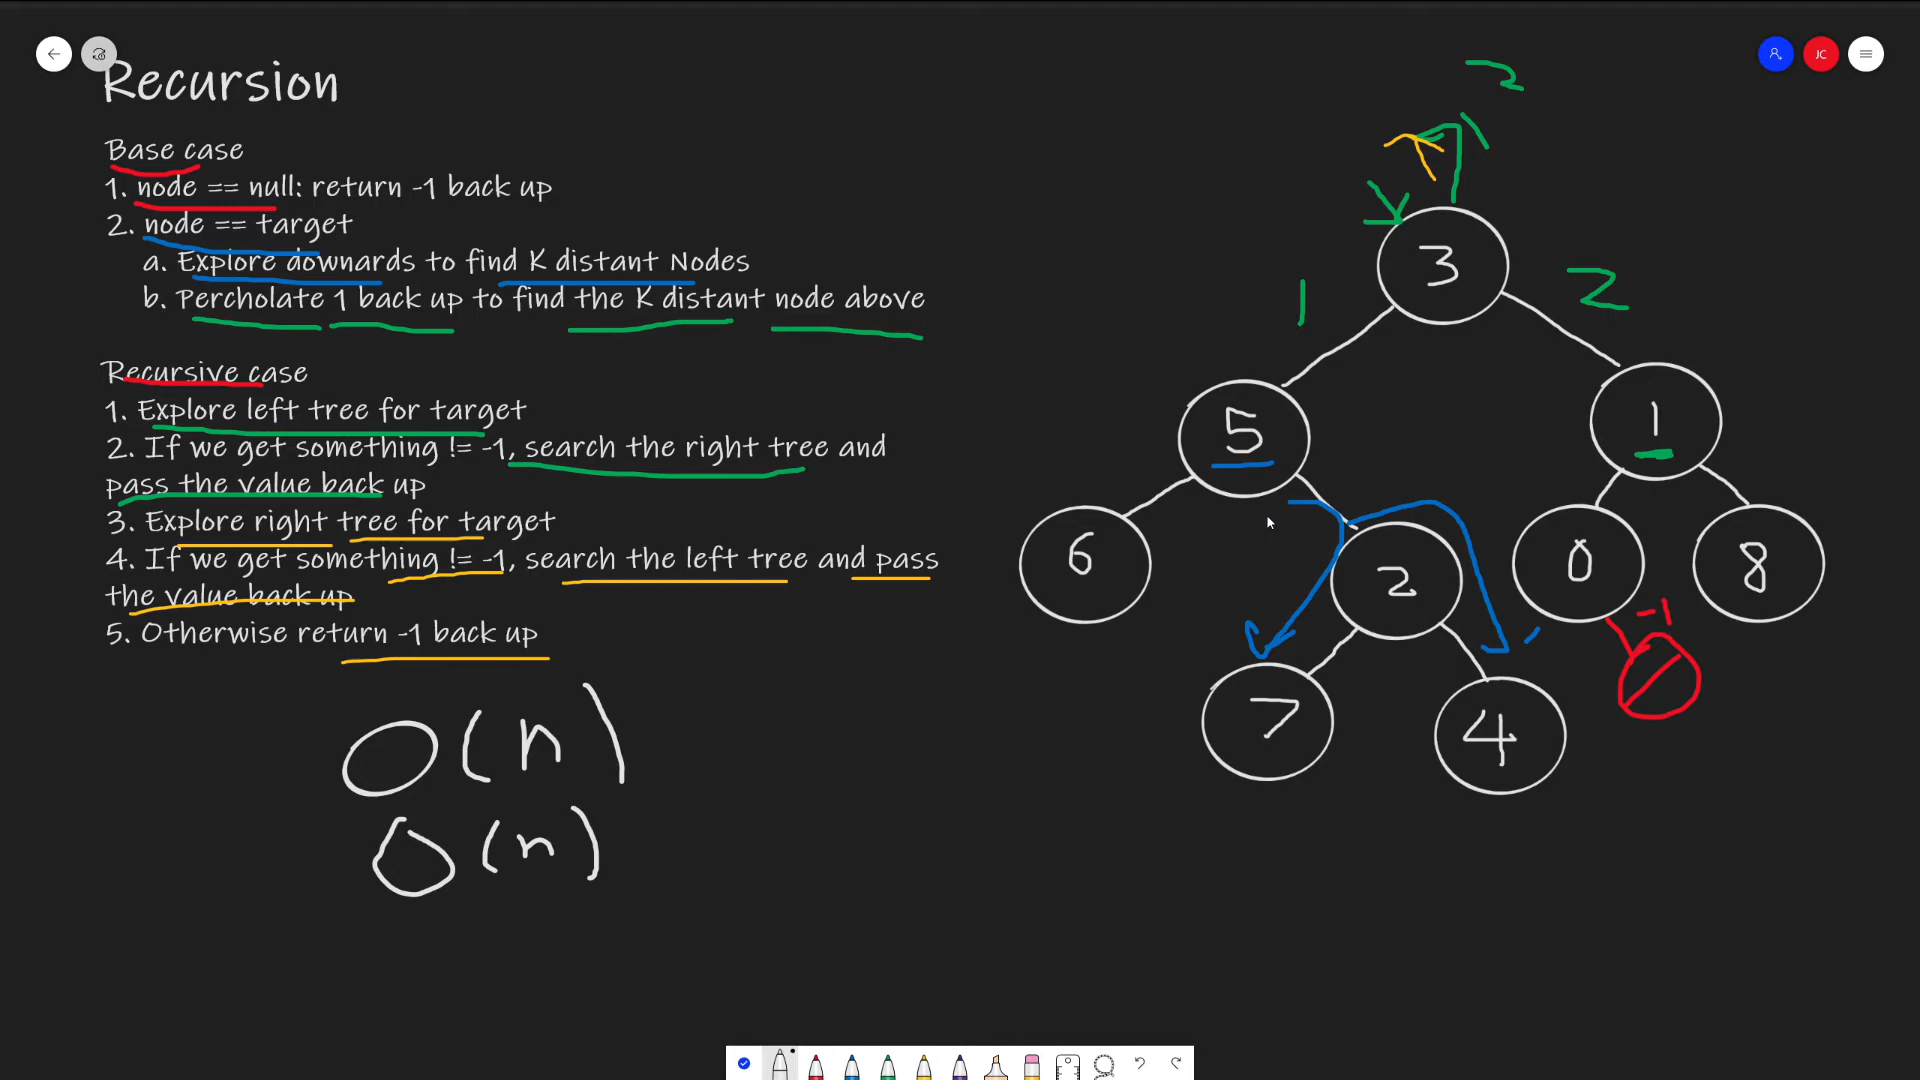 JC
Recursion
Base case
1. node == null: return -1 back up
2. node == target
a. Explore downards to find K distant Nodes
b. Percholate 1 back up to find the K distant node above
Recursive case
1. Explore left tree for target
2. If we get something != -1, search the right tree and
pass the value back up
3. Explore right tree for target
4. If we get something != -1, search the left tree and pass
the value back up
5. Otherwise return -1 back up
O(n)
O(n)
2
3
1
2
5
1
6
2
0
8
-1
7
4